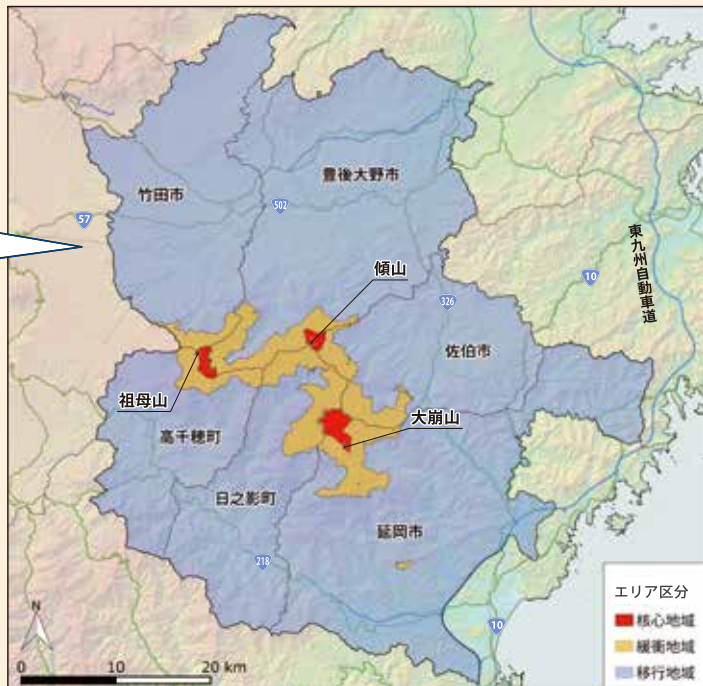 竹田市
豊後大野市
57
502
傾山
東九州自動車道
10
326
佐伯市
祖母山
大崩山
高千穂町
日之影町
延岡市
218
エリア区分
N
核心地域
10
緩衝地域
0 10 20 km
移行地域